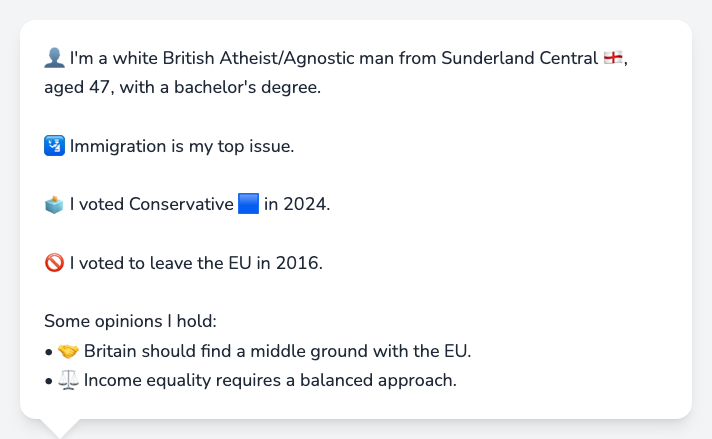 👤 I'm a white British Atheist/Agnostic man from Sunderland Central 🏴󠁧󠁢󠁥󠁮󠁧󠁿,
aged 47, with a bachelor's degree.
🛂 Immigration is my top issue.
🗳️ I voted Conservative 🟦 in 2024.
🚫 I voted to leave the EU in 2016.
Some opinions I hold:
• 🤝 Britain should find a middle ground with the EU.
• ⚖️ Income equality requires a balanced approach.